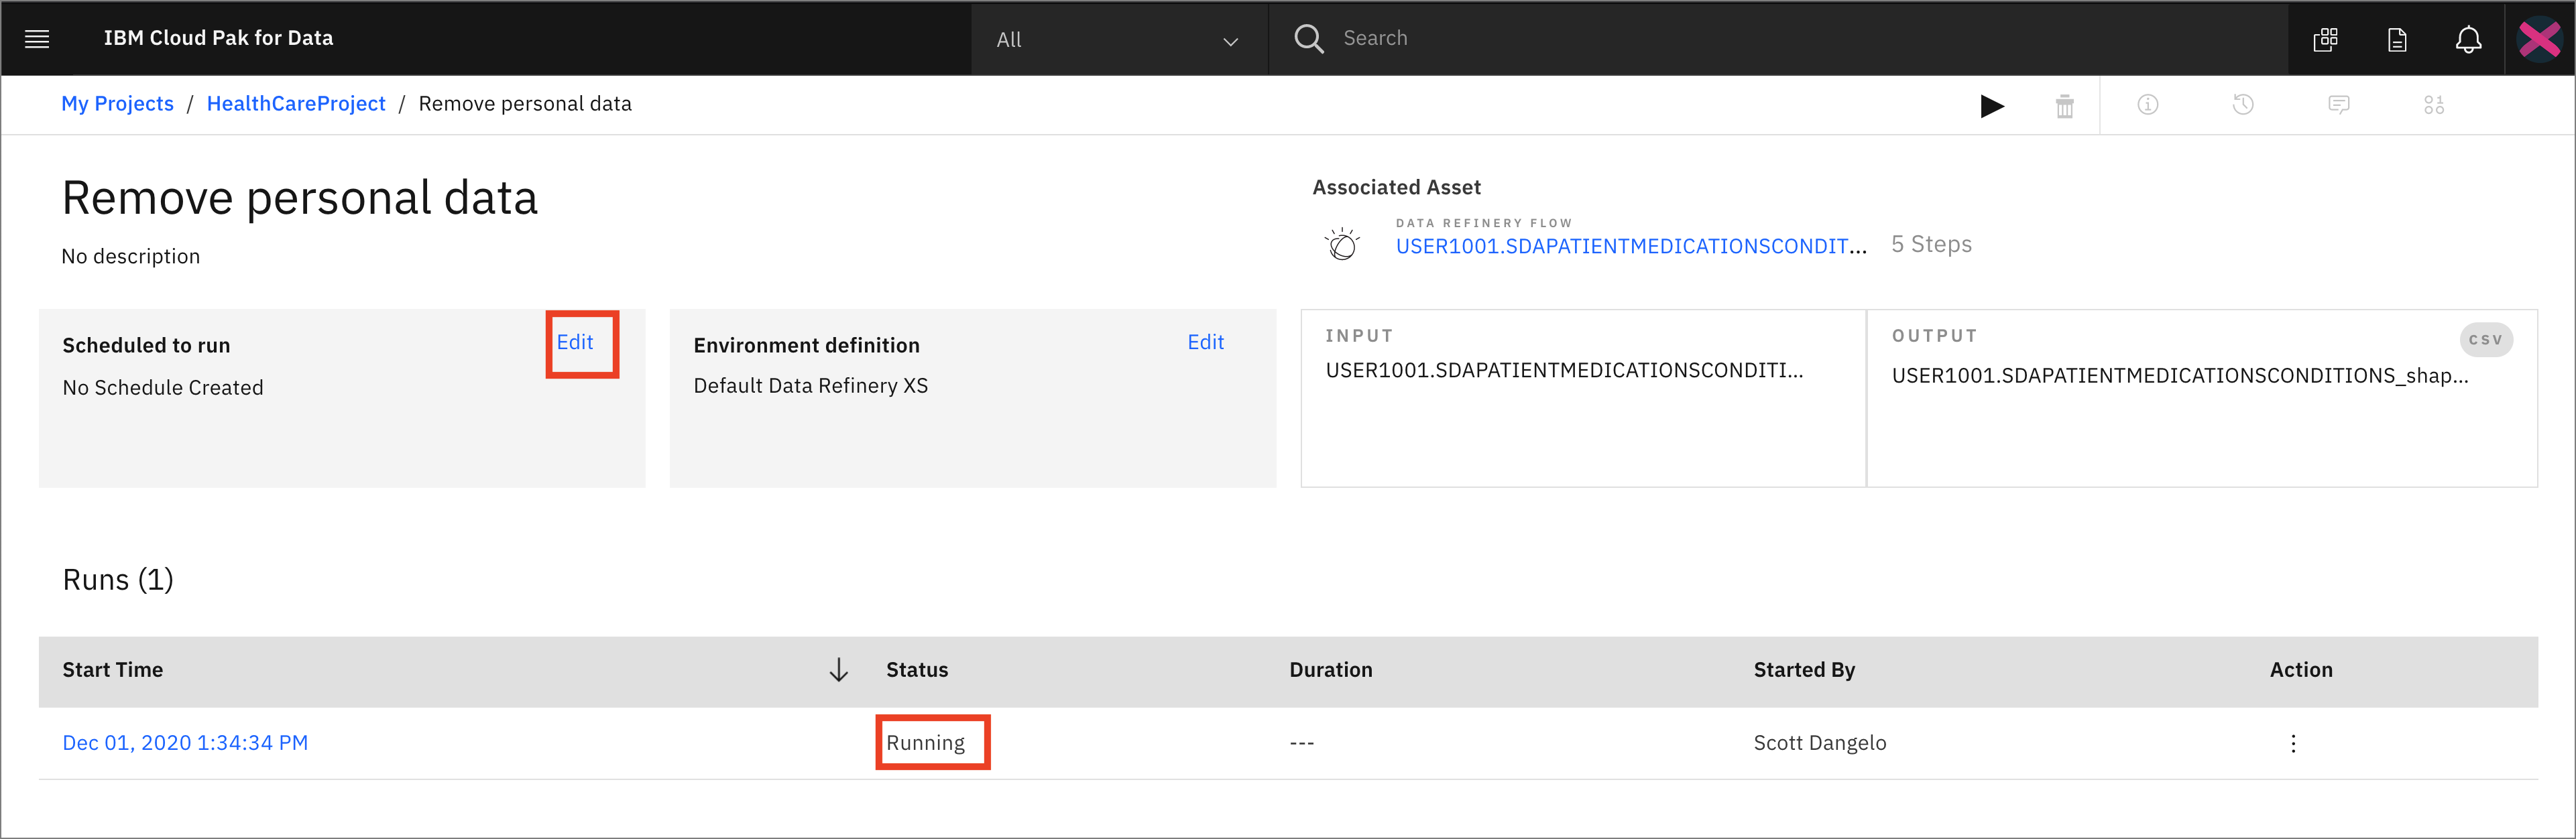 IBM Cloud Pak for Data
All
Search
My Projects / HealthCareProject / Remove personal data
Remove personal data
No description
Associated Asset
DATA REFINERY FLOW
USER1001.SDAPATIENTMEDICATIONSCONDIT...
5 Steps
Scheduled to run
Edit
No Schedule Created
Environment definition
Edit
Default Data Refinery XS
INPUT
USER1001.SDAPATIENTMEDICATIONSCONDITI...
OUTPUT
CSV
USER1001.SDAPATIENTMEDICATIONSCONDITIONS_shap...
Runs (1)
Start Time Status Duration Started By Action
Dec 01, 2020 1:34:34 PM Running --- Scott Dangelo